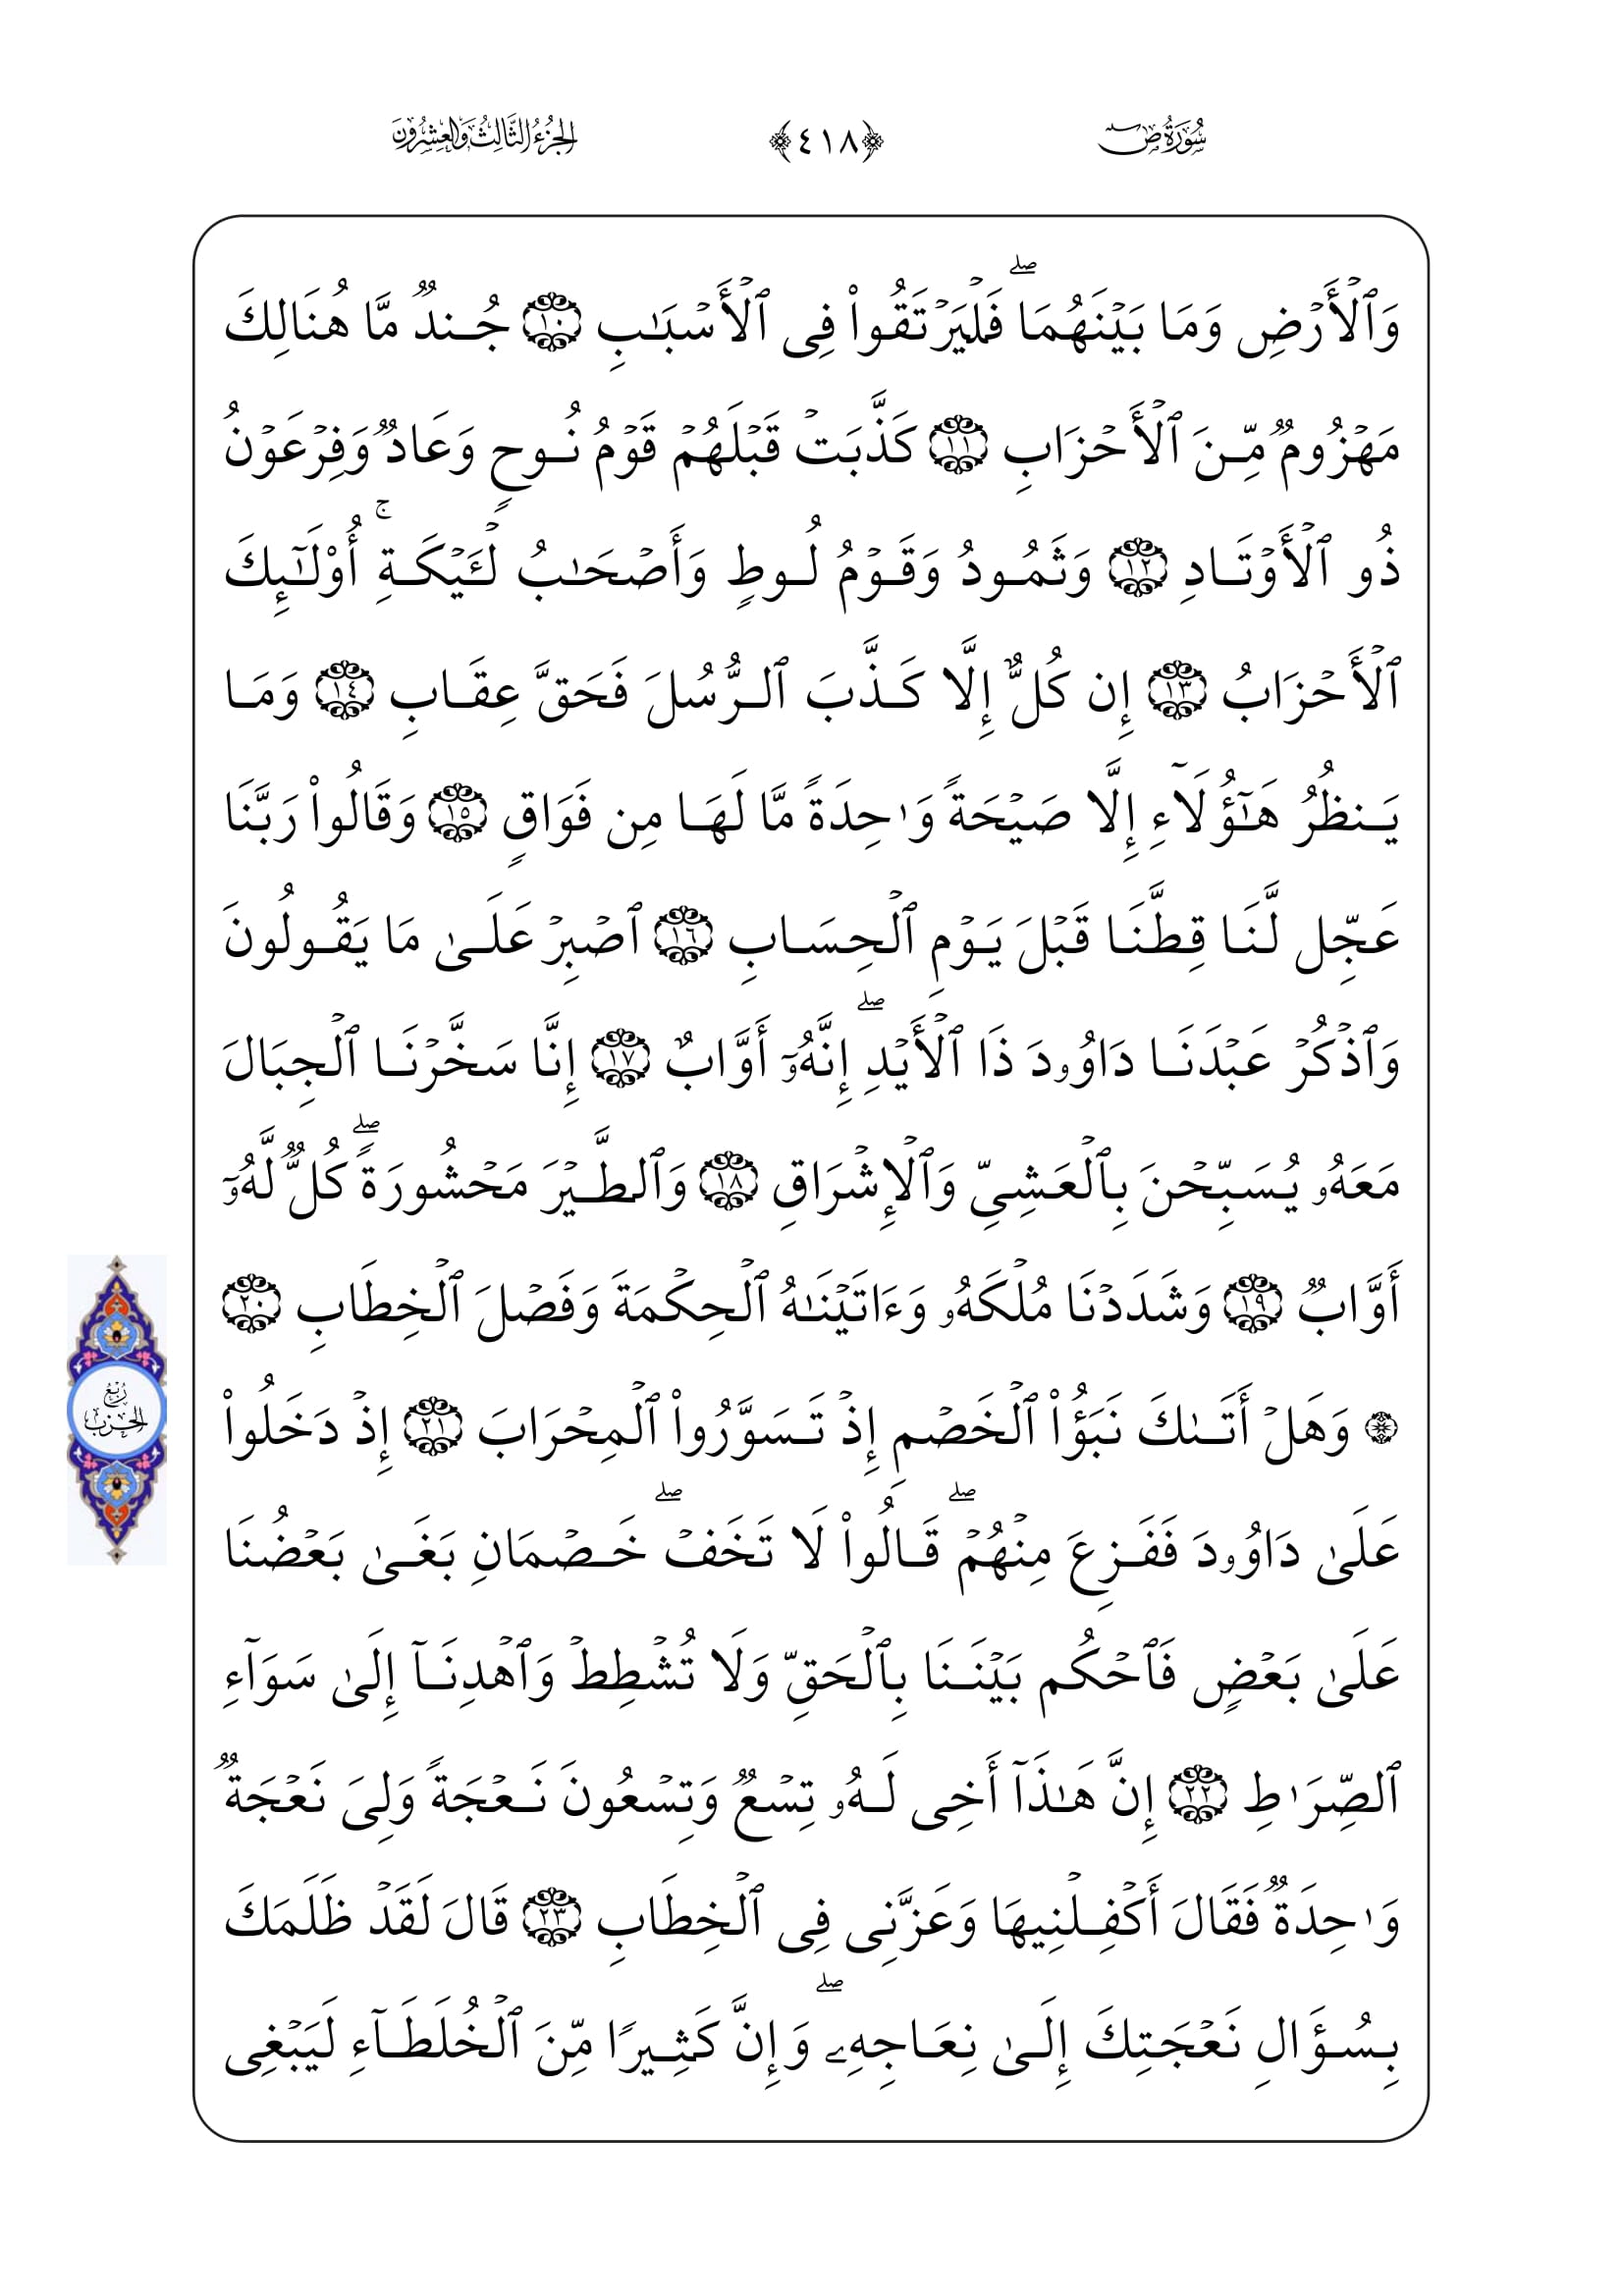 سُورَةُ صٓ
﴿٤١٨﴾
الجُزْءُ الثَّالِثُ وَالعِشْرُونَ
وَٱلۡأَرۡضِ وَمَا بَيۡنَهُمَاۖ فَلۡيَرۡتَقُواْ فِى ٱلۡأَسۡبَٰبِ ١٠ جُندٞ مَّا هُنَالِكَ
مَهۡزُومٞ مِّنَ ٱلۡأَحۡزَابِ ١١ كَذَّبَتۡ قَبۡلَهُمۡ قَوۡمُ نُوحٍ وَعَادٞ وَفِرۡعَوۡنُ
ذُو ٱلۡأَوۡتَادِ ١٢ وَثَمُودُ وَقَوۡمُ لُوطٍ وَأَصۡحَٰبُ لۡـَٔيۡكَةِۚ أُوْلَٰٓئِكَ
ٱلۡأَحۡزَابُ ١٣ إِن كُلٌّ إِلَّا كَذَّبَ ٱلرُّسُلَ فَحَقَّ عِقَابِ ١٤ وَمَا
يَنظُرُ هَٰٓؤُلَآءِ إِلَّا صَيۡحَةً وَٰحِدَةً مَّا لَهَا مِن فَوَاقٍ ١٥ وَقَالُواْ رَبَّنَا
عَجِّل لَّنَا قِطَّنَا قَبۡلَ يَوۡمِ ٱلۡحِسَابِ ١٦ ٱصۡبِرۡ عَلَىٰ مَا يَقُولُونَ
وَٱذۡكُرۡ عَبۡدَنَا دَاوُۥدَ ذَا ٱلۡأَيۡدِۖ إِنَّهُۥٓ أَوَّابٌ ١٧ إِنَّا سَخَّرۡنَا ٱلۡجِبَالَ
مَعَهُۥ يُسَبِّحۡنَ بِٱلۡعَشِىِّ وَٱلۡإِشۡرَاقِ ١٨ وَٱلطَّيۡرَ مَحۡشُورَةًۖ كُلّٞ لَّهُۥٓ
أَوَّابٞ ١٩ وَشَدَدۡنَا مُلۡكَهُۥ وَءَاتَيۡنَٰهُ ٱلۡحِكۡمَةَ وَفَصۡلَ ٱلۡخِطَابِ ٢٠
۞ وَهَلۡ أَتَىٰكَ نَبَؤُاْ ٱلۡخَصۡمِ إِذۡ تَسَوَّرُواْ ٱلۡمِحۡرَابَ ٢١ إِذۡ دَخَلُواْ
عَلَىٰ دَاوُۥدَ فَفَزِعَ مِنۡهُمۡۖ قَالُواْ لَا تَخَفۡۖ خَصۡمَانِ بَغَىٰ بَعۡضُنَا
عَلَىٰ بَعۡضٍ فَٱحۡكُم بَيۡنَنَا بِٱلۡحَقِّ وَلَا تُشۡطِطۡ وَٱهۡدِنَآ إِلَىٰ سَوَآءِ
ٱلصِّرَٰطِ ٢٢ إِنَّ هَٰذَآ أَخِى لَهُۥ تِسۡعٞ وَتِسۡعُونَ نَعۡجَةً وَلِىَ نَعۡجَةٞ
وَٰحِدَةٞ فَقَالَ أَكۡفِلۡنِيهَا وَعَزَّنِى فِى ٱلۡخِطَابِ ٢٣ قَالَ لَقَدۡ ظَلَمَكَ
بِسُؤَالِ نَعۡجَتِكَ إِلَىٰ نِعَاجِهِۦۖ وَإِنَّ كَثِيرًا مِّنَ ٱلۡخُلَطَآءِ لَيَبۡغِى
رُبْعُ
الحِزْبِ